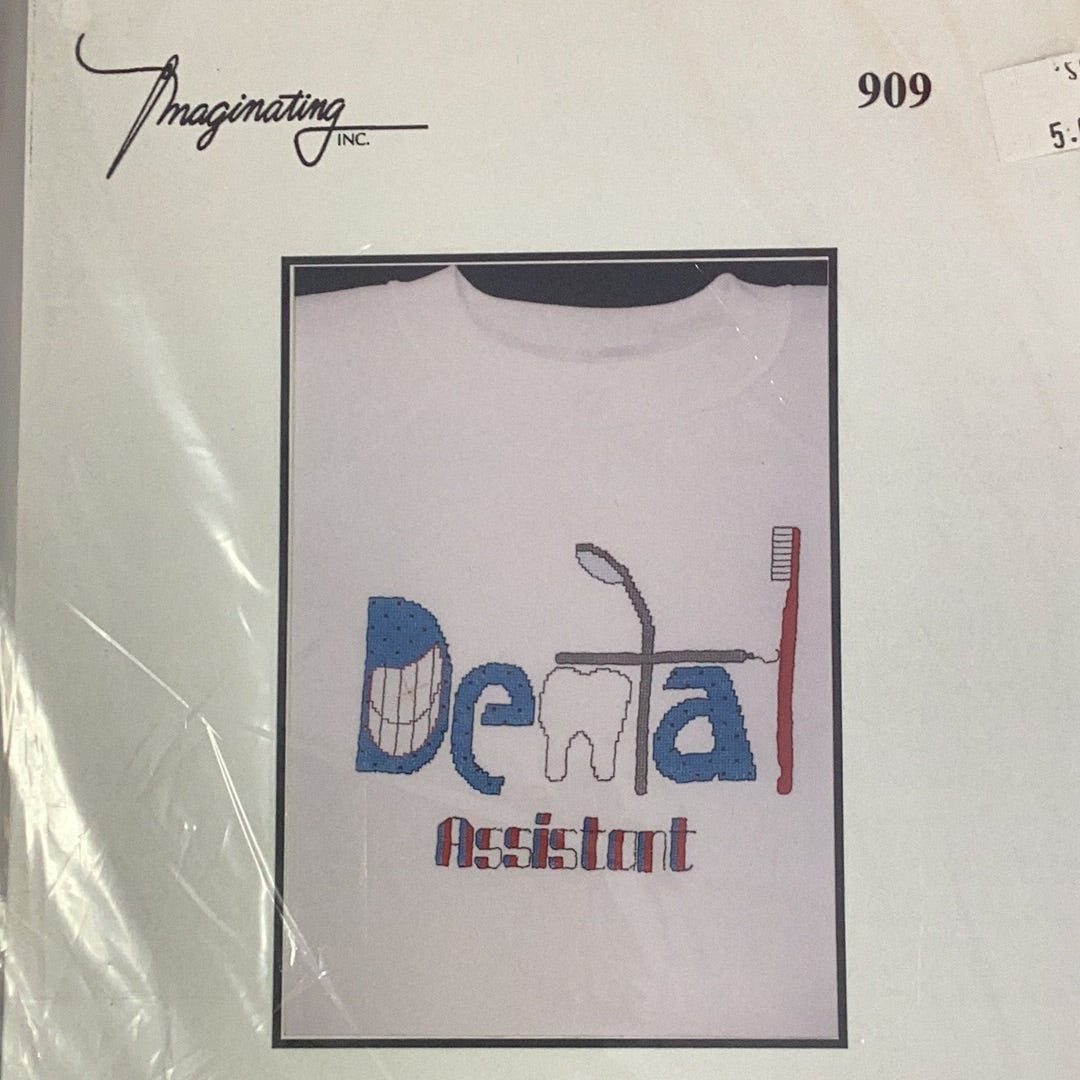 Imaginating
INC.
909
Dental
Assistant